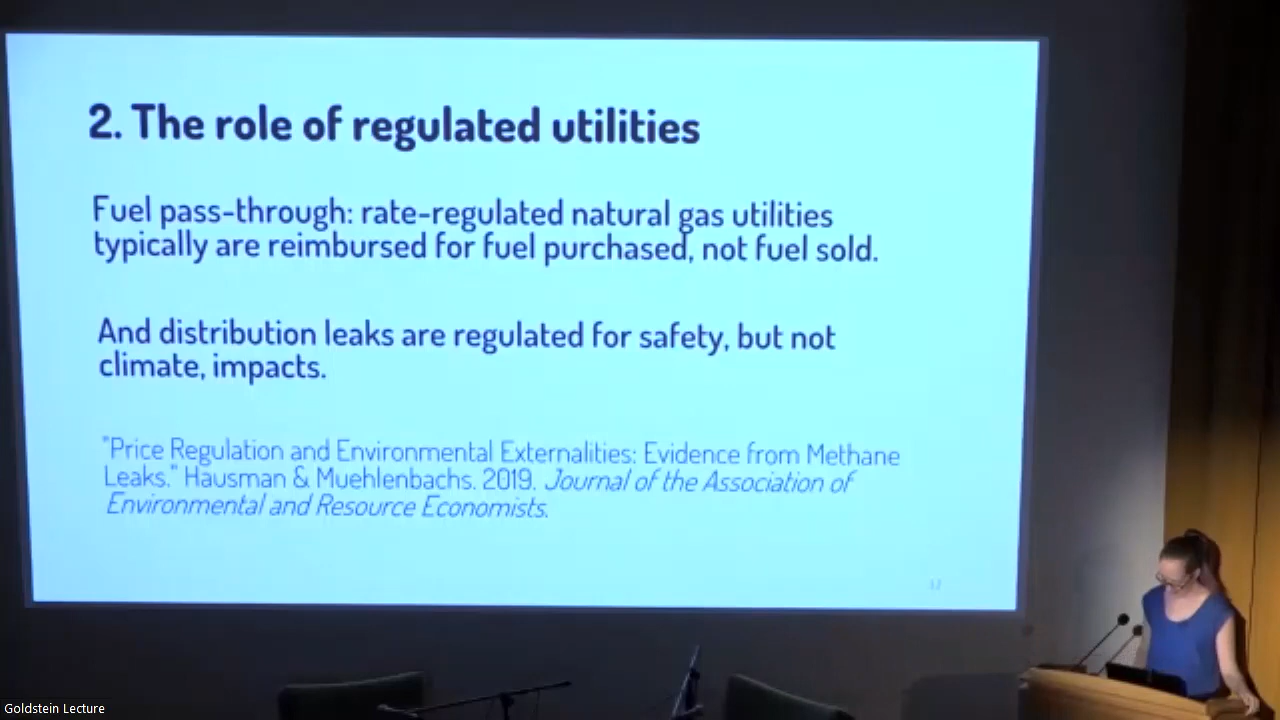 2. The role of regulated utilities
Fuel pass-through: rate-regulated natural gas utilities
typically are reimbursed for fuel purchased, not fuel sold.
And distribution leaks are regulated for safety, but not
climate, impacts.
"Price Regulation and Environmental Externalities: Evidence from Methane
Leaks." Hausman & Muehlenbachs. 2019. Journal of the Association of
Environmental and Resource Economists.
Goldstein Lecture